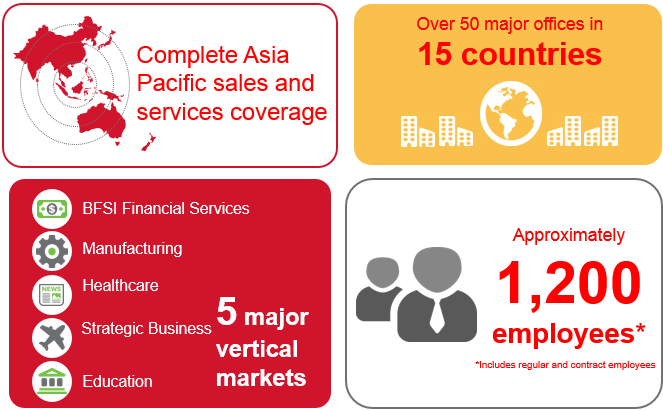 Complete Asia
Pacific sales and
services coverage
Over 50 major offices in
15 countries
BFSI Financial Services
Manufacturing
NEWS
Healthcare
Strategic Business
Education
5 major
vertical
markets
Approximately
1,200
employees*
*Includes regular and contract employees